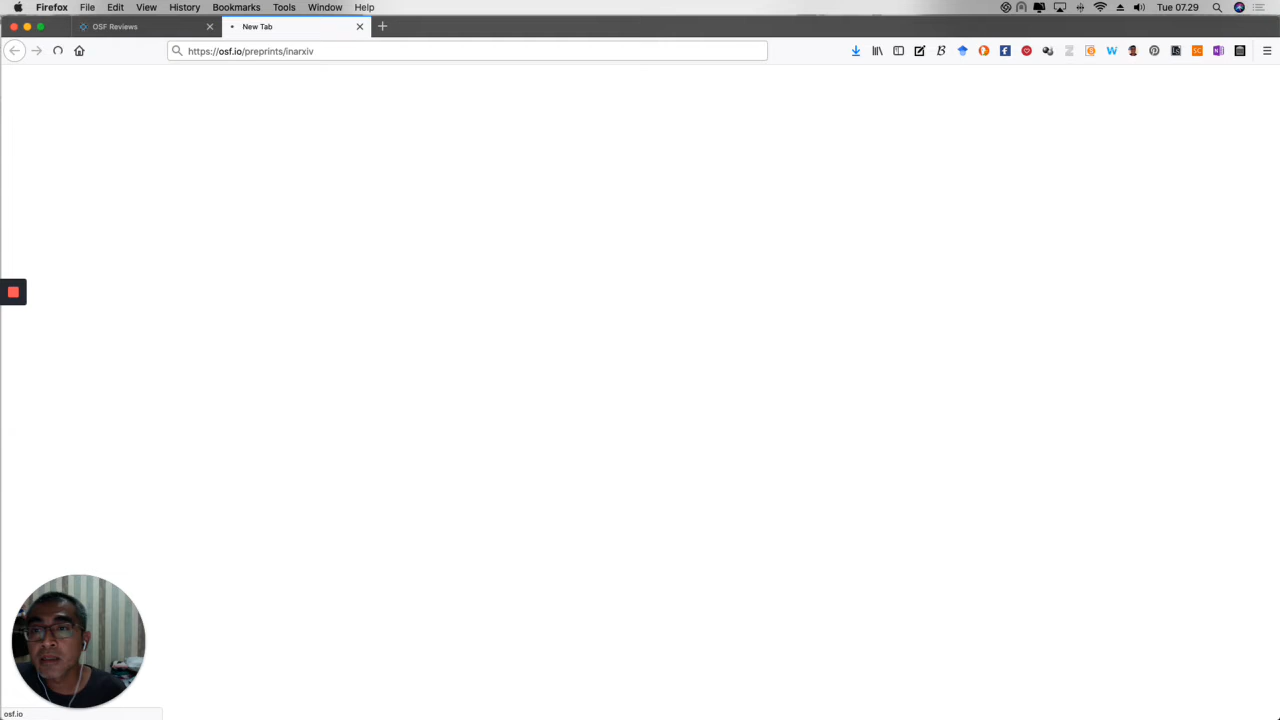 Firefox File Edit View History Bookmarks Tools Window Help Tue 07.29
OSF Reviews New Tab
https://osf.io/preprints/inarxiv
osf.io